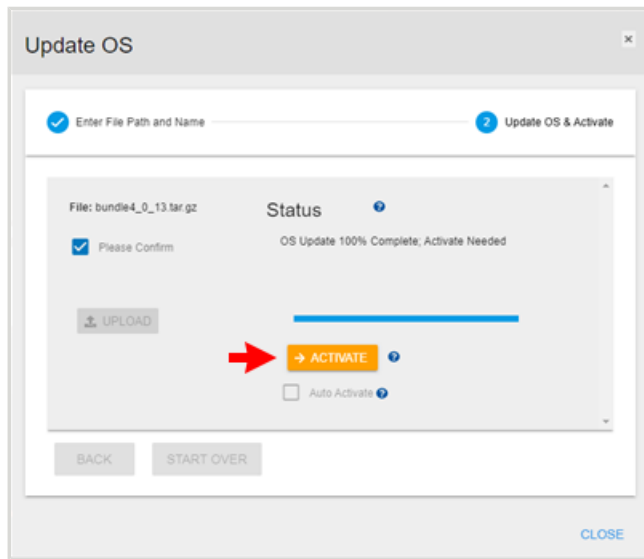 Update OS
×
Enter File Path and Name
2 Update OS & Activate
File: bundle4_0_13.tar.gz
Status ?
Please Confirm
OS Update 100% Complete; Activate Needed
UPLOAD
ACTIVATE ?
Auto Activate ?
BACK START OVER
CLOSE